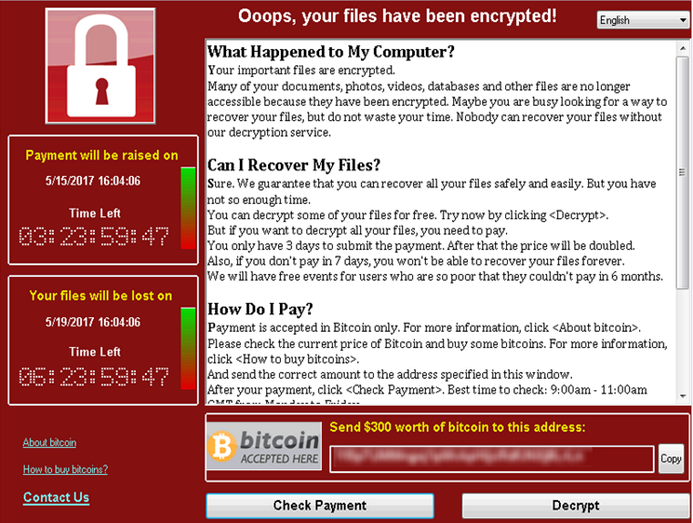 Ooops, your files have been encrypted!
English
What Happened to My Computer?
Your important files are encrypted.
Many of your documents, photos, videos, databases and other files are no longer
accessible because they have been encrypted. Maybe you are busy looking for a way to
recover your files, but do not waste your time. Nobody can recover your files without
our decryption service.
Can I Recover My Files?
Sure. We guarantee that you can recover all your files safely and easily. But you have
not so enough time.
You can decrypt some of your files for free. Try now by clicking <Decrypt>.
But if you want to decrypt all your files, you need to pay.
You only have 3 days to submit the payment. After that the price will be doubled.
Also, if you don't pay in 7 days, you won't be able to recover your files forever.
We will have free events for users who are so poor that they couldn't pay in 6 months.
How Do I Pay?
Payment is accepted in Bitcoin only. For more information, click <About bitcoin>.
Please check the current price of Bitcoin and buy some bitcoins. For more information,
click <How to buy bitcoins>.
And send the correct amount to the address specified in this window.
After your payment, click <Check Payment>. Best time to check: 9:00am - 11:00am
GMT from Monday to Friday.
Payment will be raised on
5/15/2017 16:04:06
Time Left
03:23:59:47
Your files will be lost on
5/19/2017 16:04:06
Time Left
06:23:59:47
About bitcoin
How to buy bitcoins?
Contact Us
bitcoin
ACCEPTED HERE
Send $300 worth of bitcoin to this address:
Copy
Check Payment
Decrypt